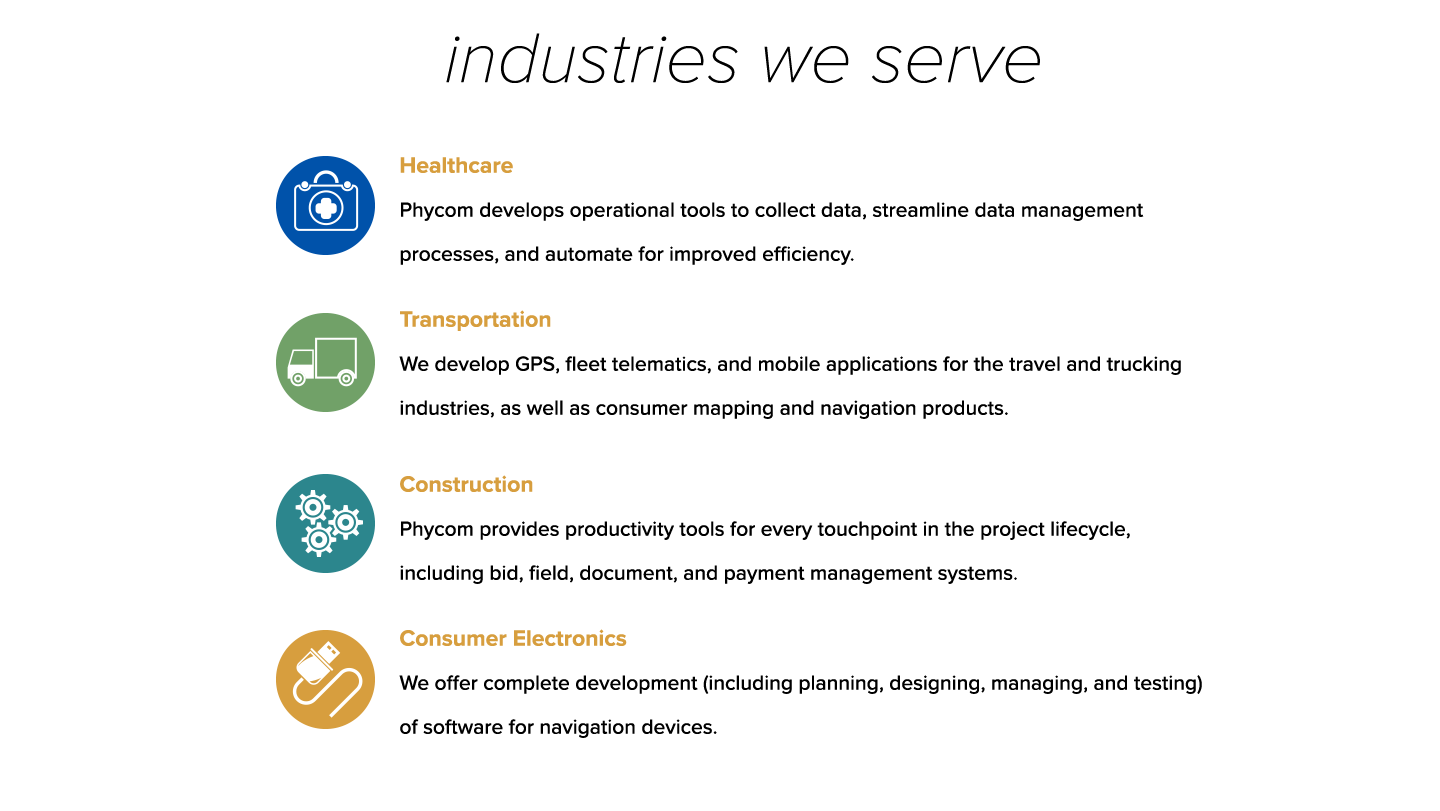 industries we serve
Healthcare
Phycom develops operational tools to collect data, streamline data management
processes, and automate for improved efficiency.
Transportation
We develop GPS, fleet telematics, and mobile applications for the travel and trucking
industries, as well as consumer mapping and navigation products.
Construction
Phycom provides productivity tools for every touchpoint in the project lifecycle,
including bid, field, document, and payment management systems.
Consumer Electronics
We offer complete development (including planning, designing, managing, and testing)
of software for navigation devices.